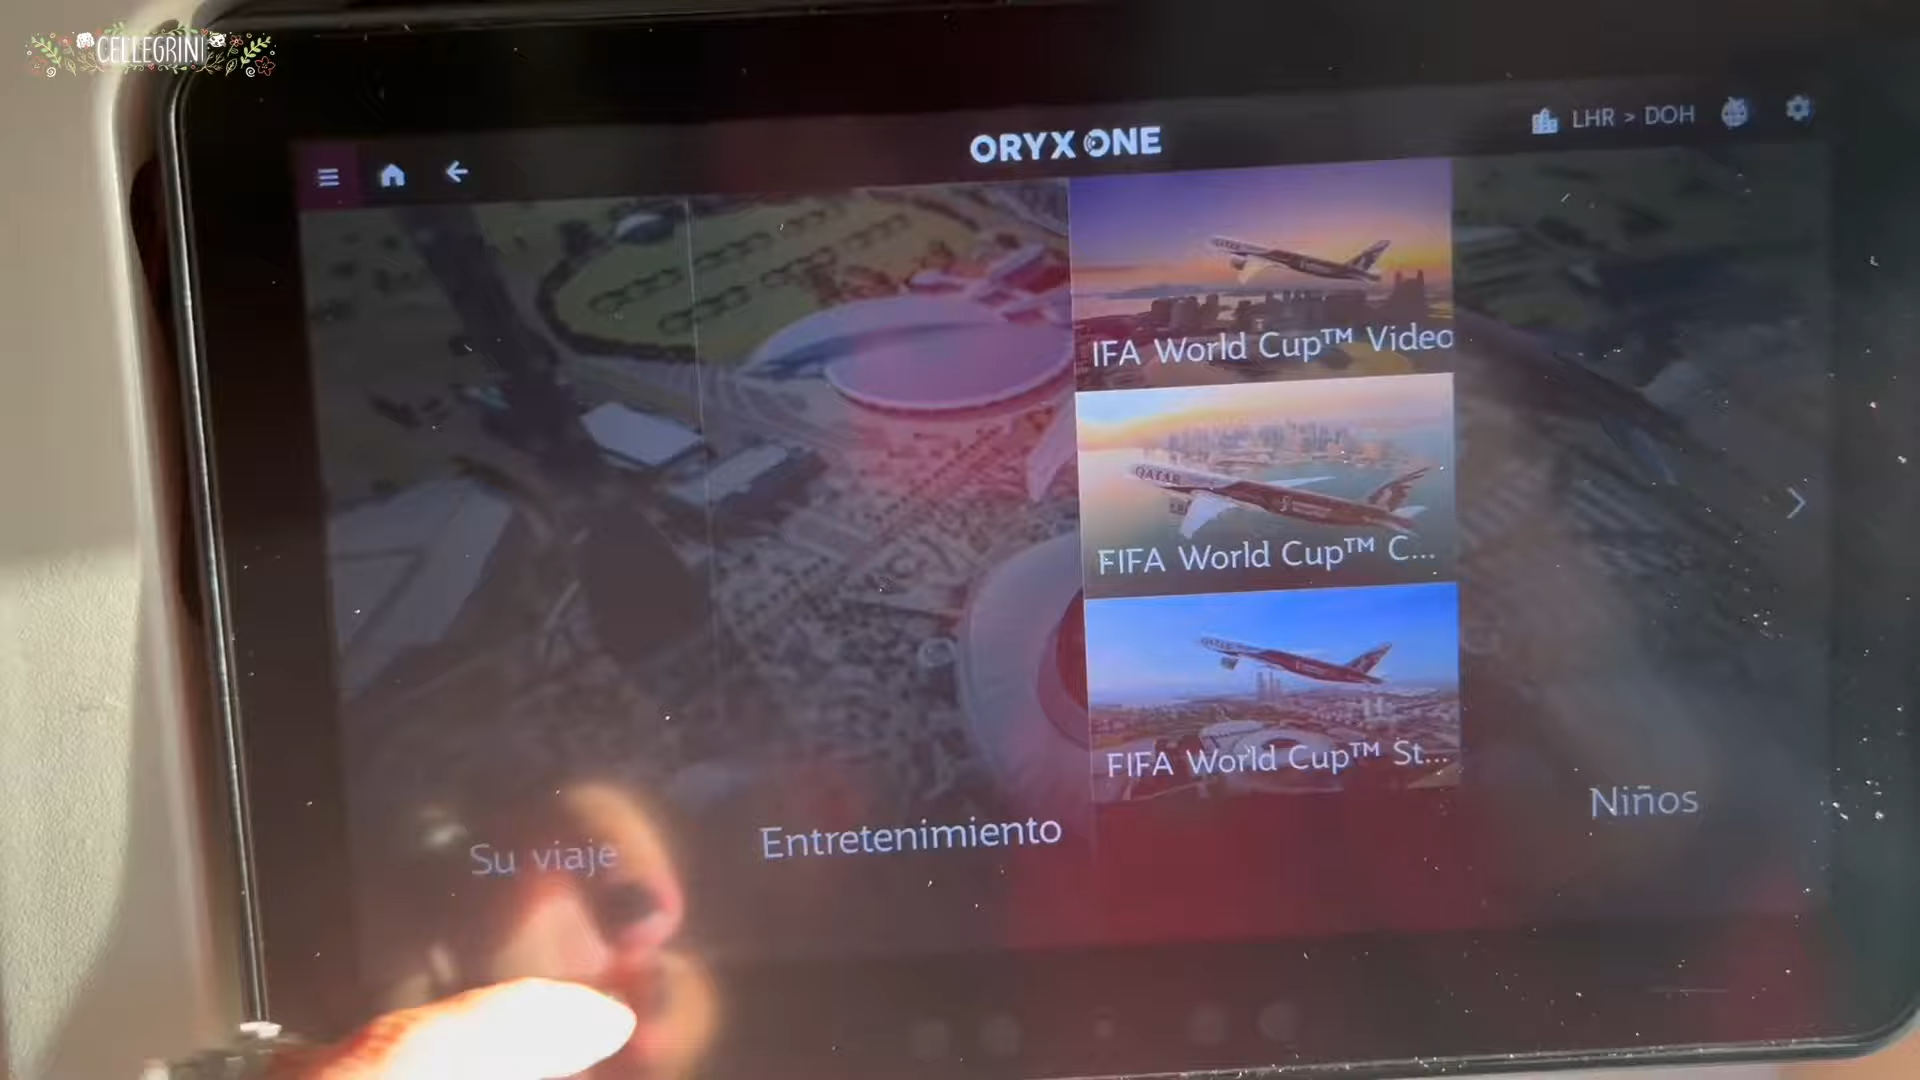 CELLEGRINI
ORYX ONE
LHR > DOH
IFA World Cup™ Video
QATAR
FIFA World Cup™ C...
FIFA World Cup™ St...
Su viaje
Entretenimiento
Niños